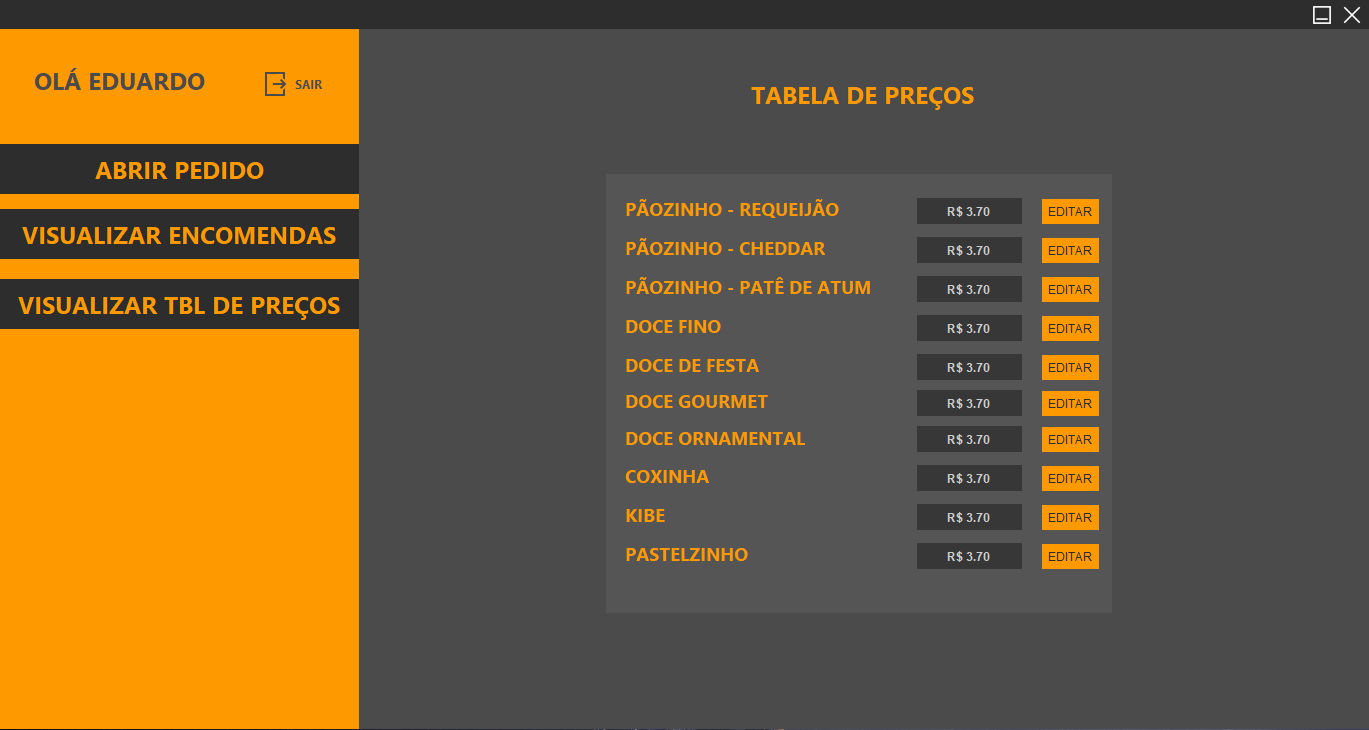 OLÁ EDUARDO
SAIR
ABRIR PEDIDO
VISUALIZAR ENCOMENDAS
VISUALIZAR TBL DE PREÇOS
TABELA DE PREÇOS
PÃOZINHO - REQUEIJÃO R$ 3.70 EDITAR
PÃOZINHO - CHEDDAR R$ 3.70 EDITAR
PÃOZINHO - PATÊ DE ATUM R$ 3.70 EDITAR
DOCE FINO R$ 3.70 EDITAR
DOCE DE FESTA R$ 3.70 EDITAR
DOCE GOURMET R$ 3.70 EDITAR
DOCE ORNAMENTAL R$ 3.70 EDITAR
COXINHA R$ 3.70 EDITAR
KIBE R$ 3.70 EDITAR
PASTELZINHO R$ 3.70 EDITAR